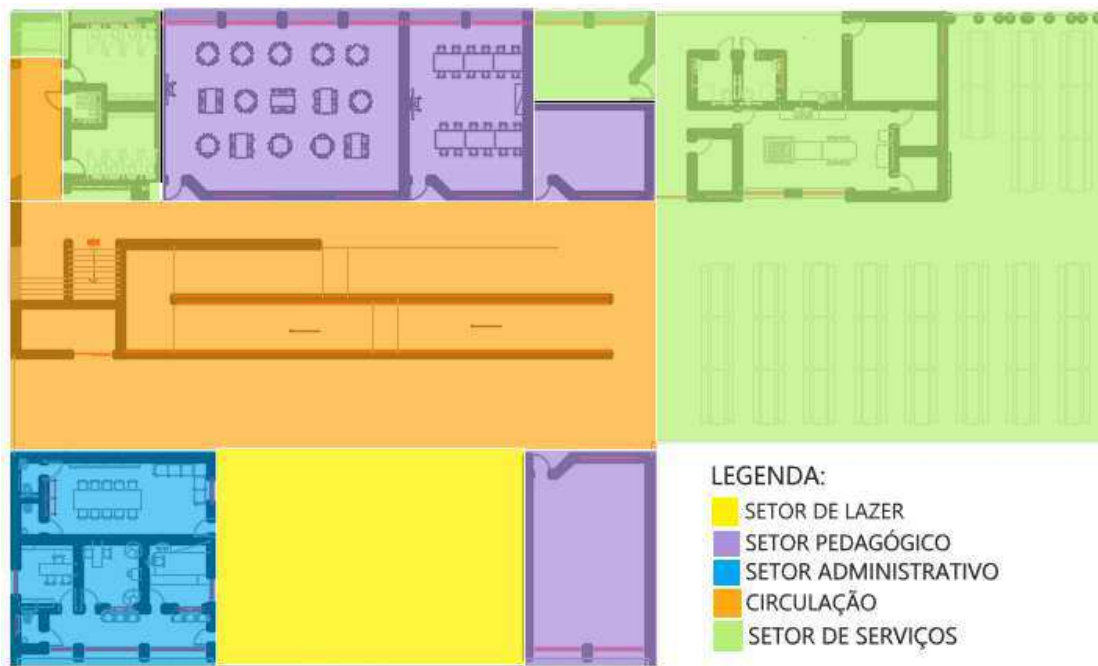 LEGENDA:
SETOR DE LAZER
SETOR PEDAGÓGICO
SETOR ADMINISTRATIVO
CIRCULAÇÃO
SETOR DE SERVIÇOS